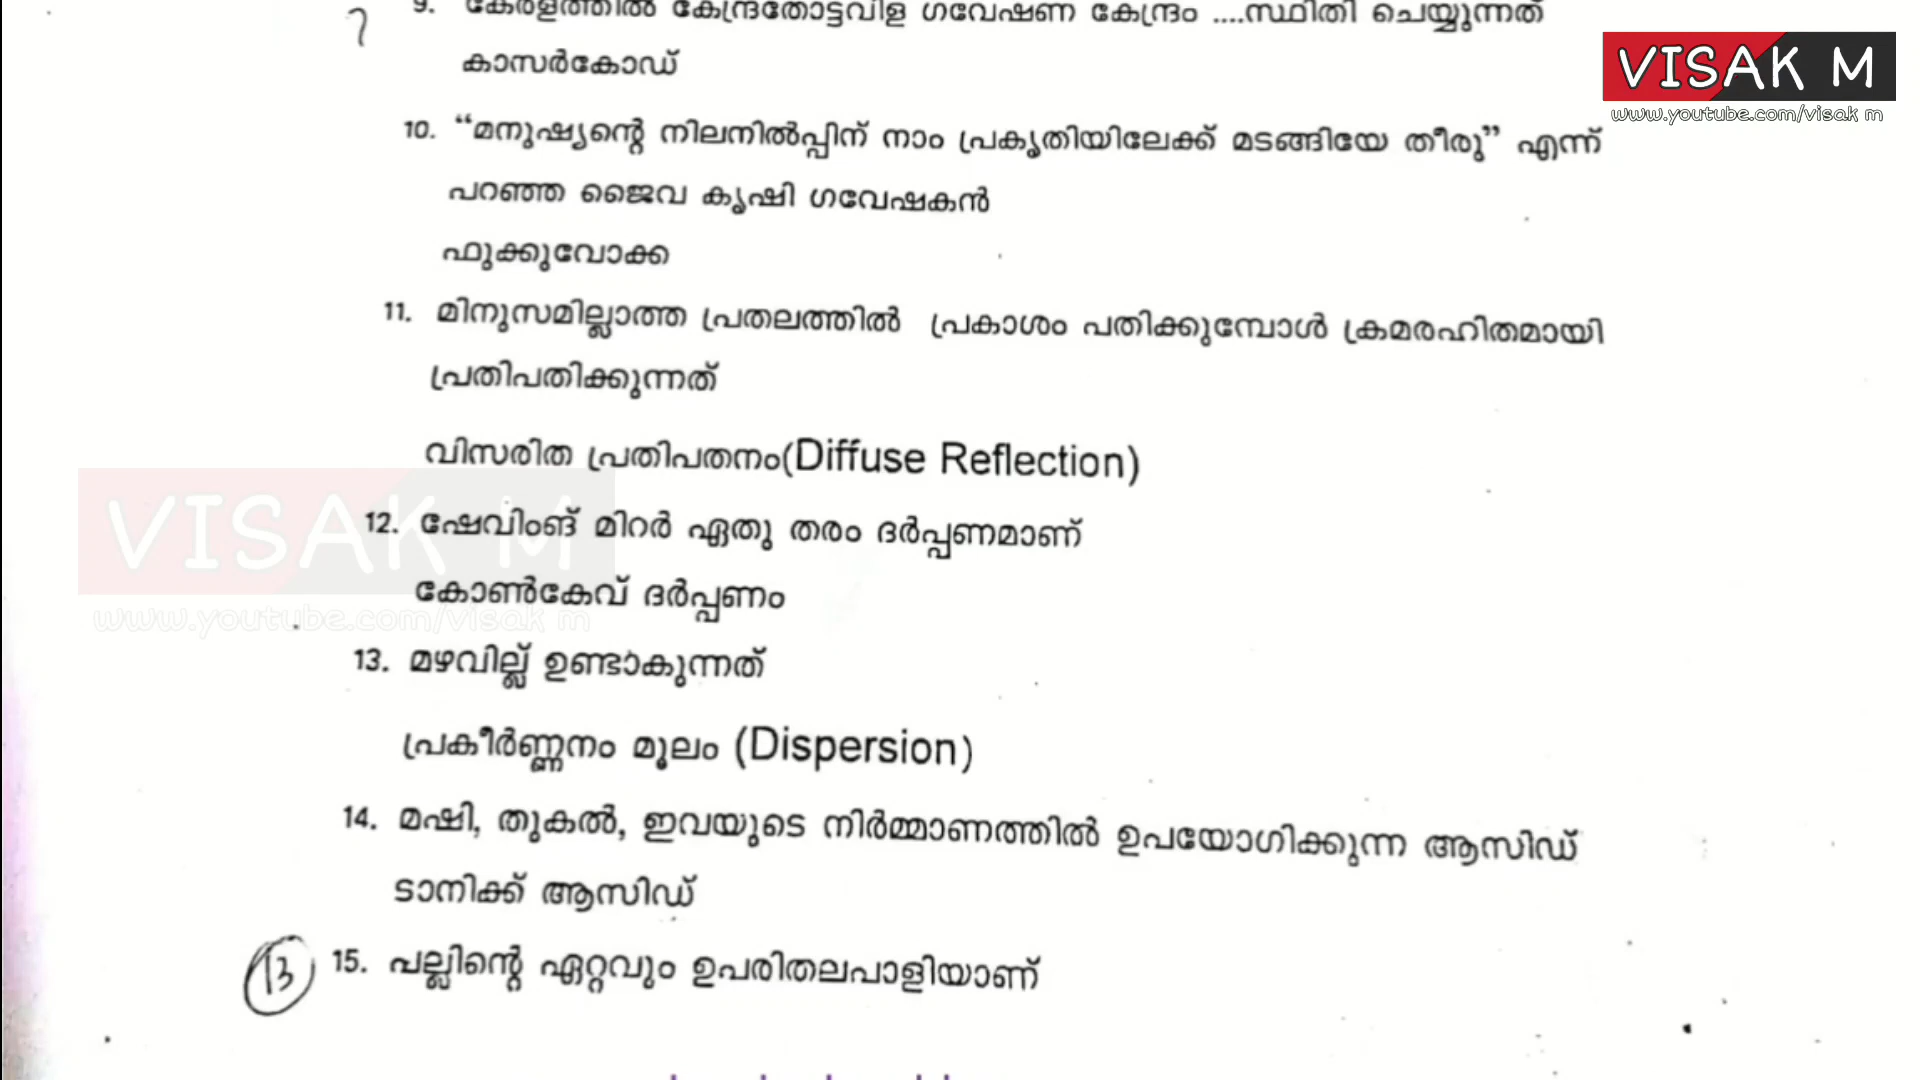 9. കേരളത്തിൽ കേന്ദ്രതോട്ടവിള ഗവേഷണ കേന്ദ്രം ....സ്ഥിതി ചെയ്യുന്നത്
കാസർകോഡ്
10. “മനുഷ്യന്റെ നിലനിൽപ്പിന് നാം പ്രകൃതിയിലേക്ക് മടങ്ങിയേ തീരു” എന്ന്
പറഞ്ഞ ജൈവ കൃഷി ഗവേഷകൻ
ഫുക്കുവോക്ക
11. മിനുസമില്ലാത്ത പ്രതലത്തിൽ പ്രകാശം പതിക്കുമ്പോൾ ക്രമരഹിതമായി
പ്രതിപതിക്കുന്നത്
വിസരിത പ്രതിപതനം(Diffuse Reflection)
12. ഷേവിംങ് മിറർ ഏതു തരം ദർപ്പണമാണ്
കോൺകേവ് ദർപ്പണം
13. മഴവില്ല് ഉണ്ടാകുന്നത്
പ്രകീർണ്ണനം മൂലം (Dispersion)
14. മഷി, തുകൽ, ഇവയുടെ നിർമ്മാണത്തിൽ ഉപയോഗിക്കുന്ന ആസിഡ്
ടാനിക്ക് ആസിഡ്
13 15. പല്ലിന്റെ ഏറ്റവും ഉപരിതലപാളിയാണ്
VISAK M
www.youtube.com/visak m
VISAK M
www.youtube.com/visak m